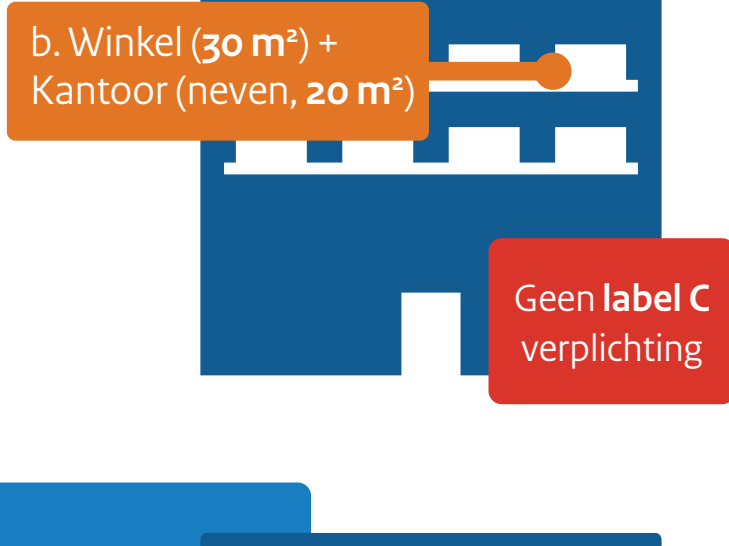 b. Winkel (30 m²) +
Kantoor (neven, 20 m²)
Geen label C
verplichting